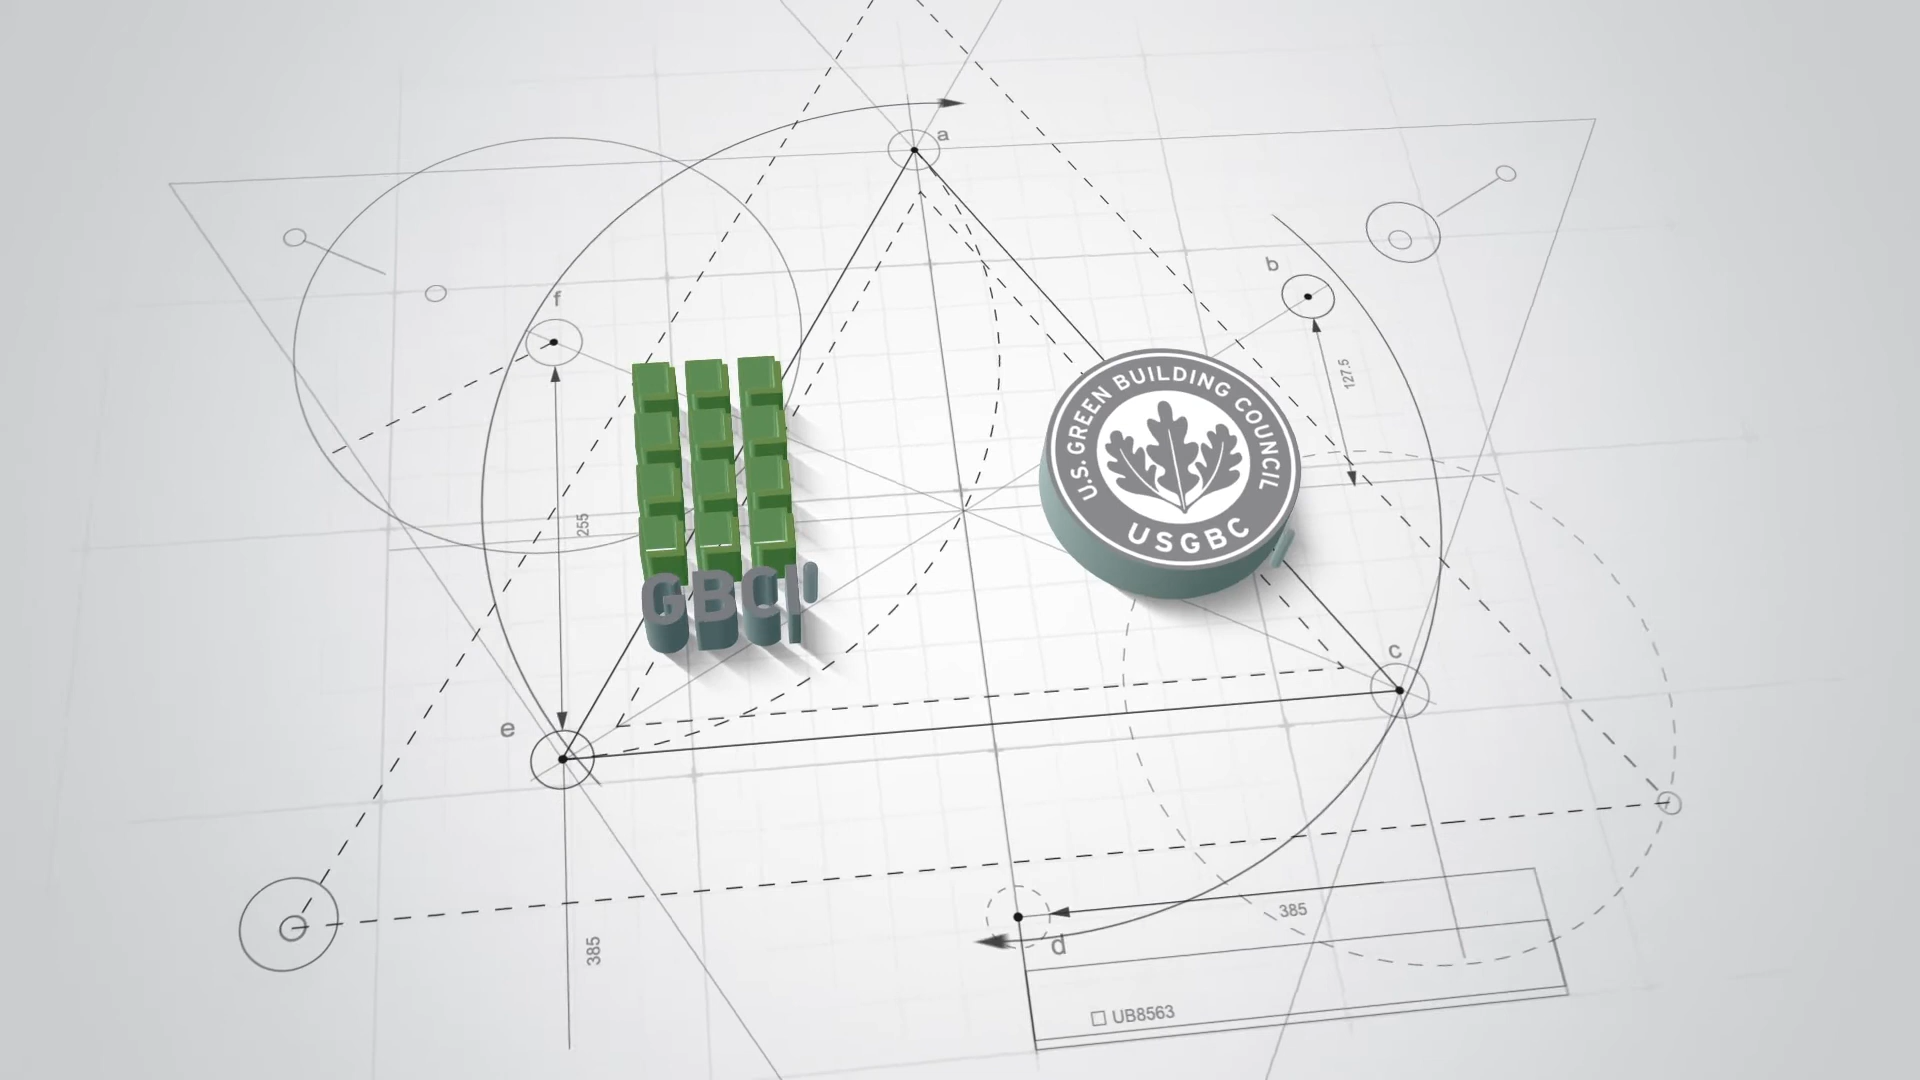 a
b
f
127.5
U.S. GREEN BUILDING COUNCIL
USGBC
255
GBCI
c
e
385
d
385
UB8563